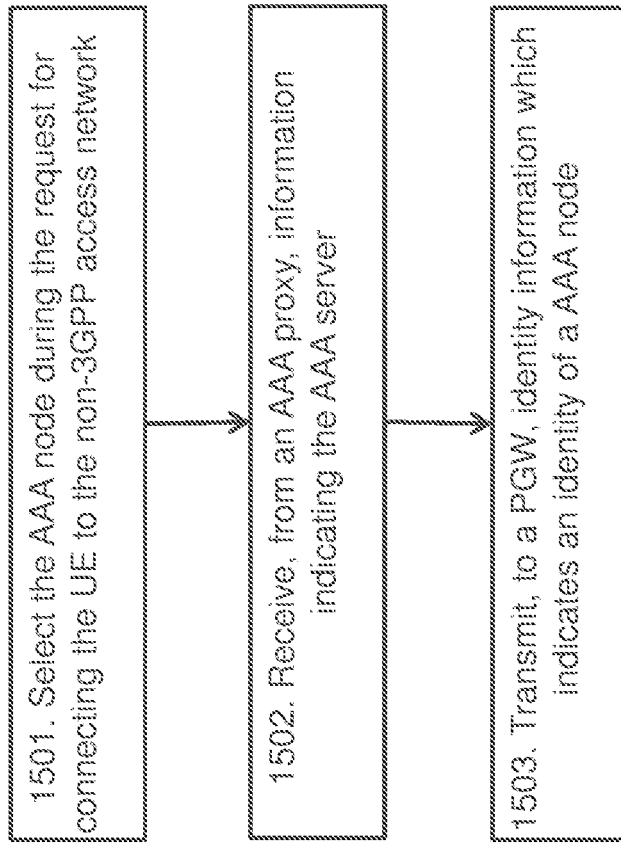 1501. Select the AAA node during the request for
connecting the UE to the non-3GPP access network
1502. Receive, from an AAA proxy, information
indicating the AAA server
1503. Transmit, to a PGW, identity information which
indicates an identity of a AAA node